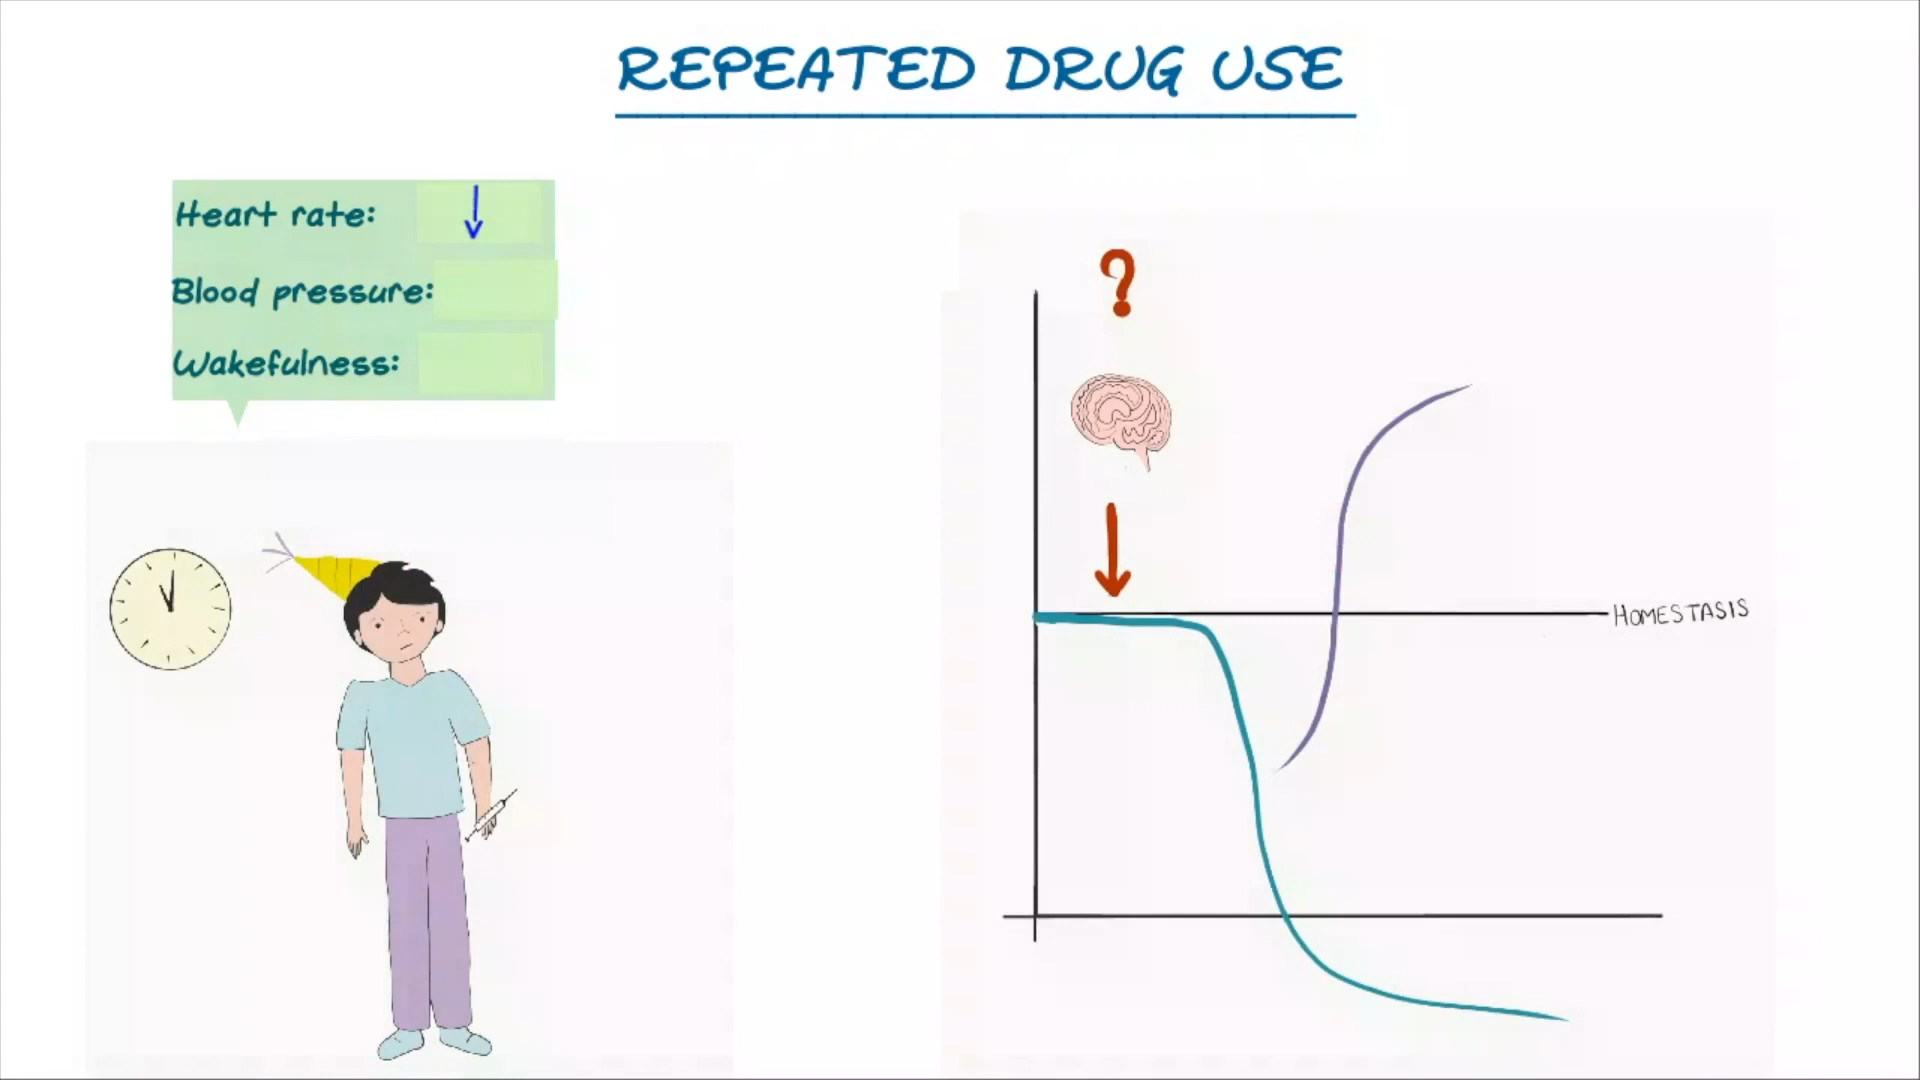 REPEATED DRUG USE
Heart rate: ↓
Blood pressure:
Wakefulness:
?
HOMESTASIS